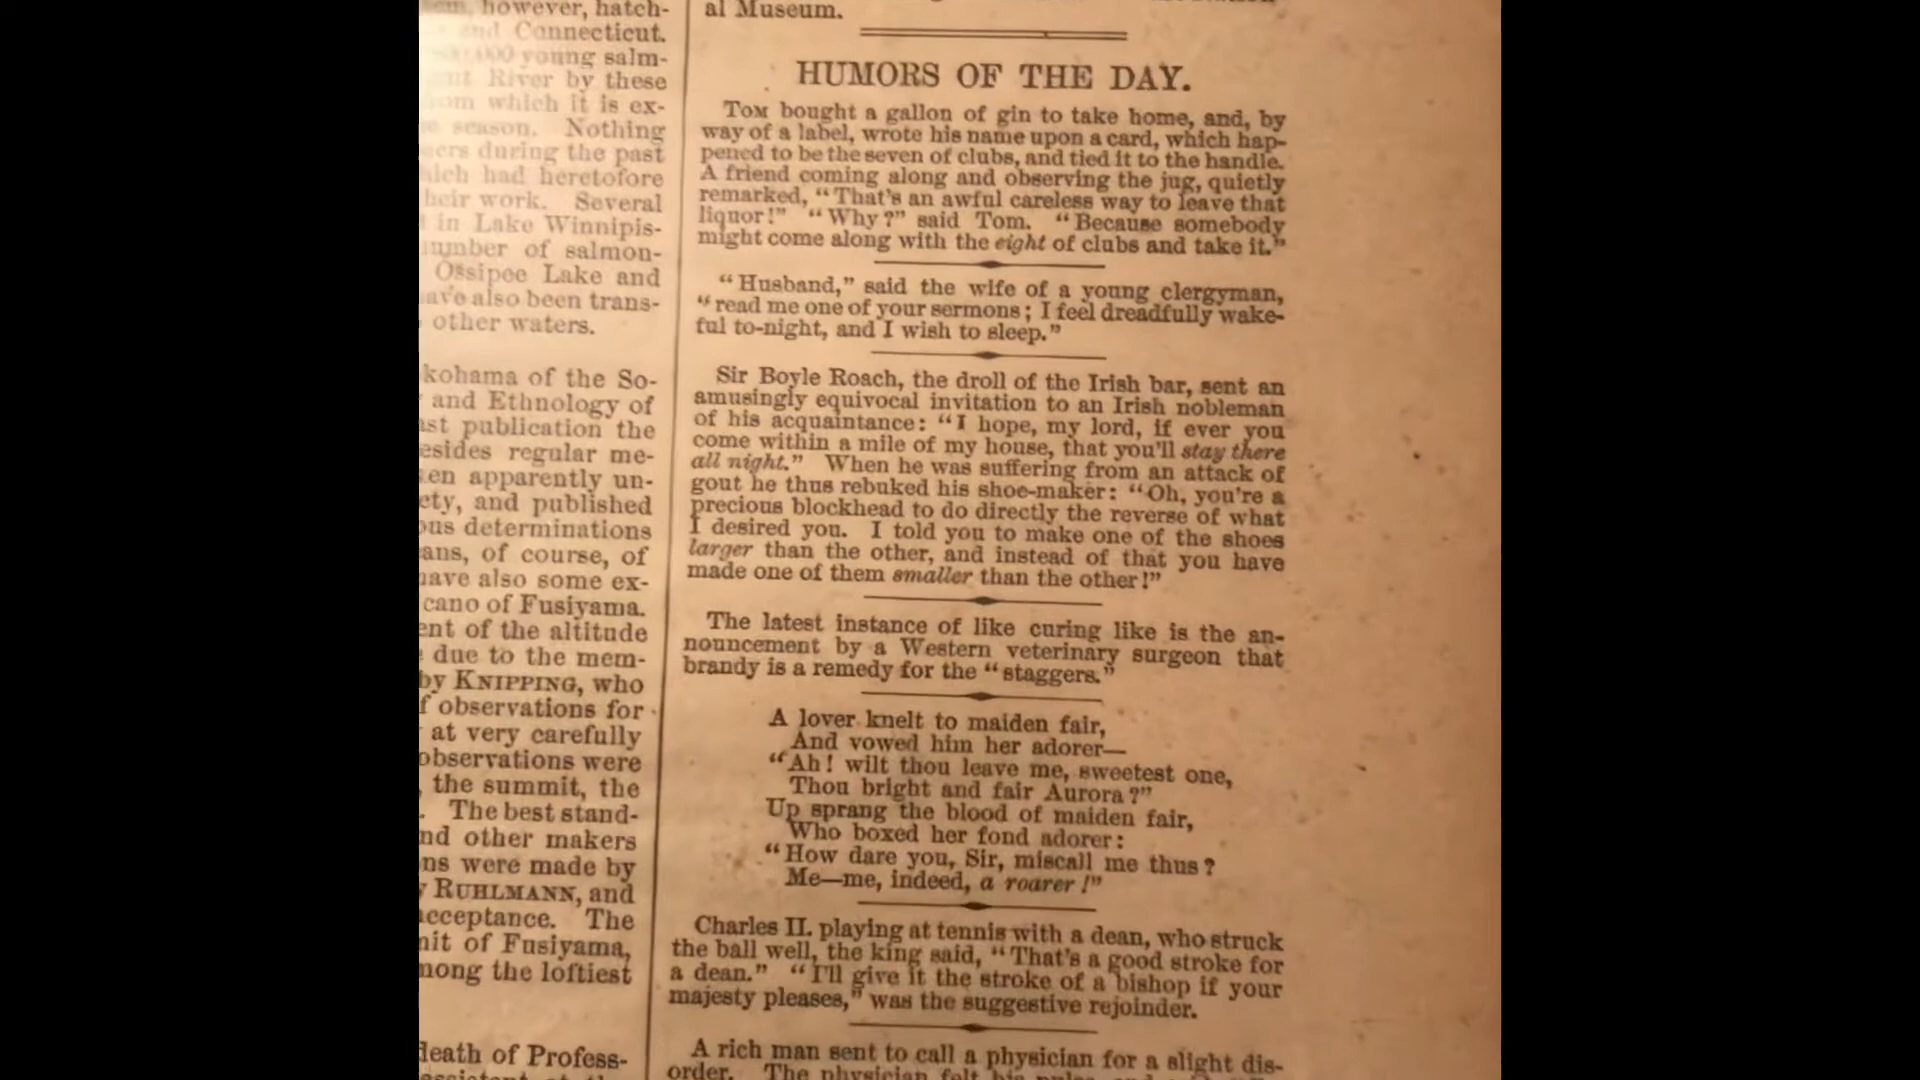 however, hatch-
and Connecticut.
young salm-
River by these
from which it is ex-
season. Nothing
during the past
which had heretofore
their work. Several
in Lake Winnipis-
number of salmon-
Ossipee Lake and
have also been trans-
other waters.
kohama of the So-
and Ethnology of
publication the
esides regular me-
en apparently un-
ety, and published
ous determinations
ans, of course, of
have also some ex-
cano of Fusiyama.
ent of the altitude
due to the mem-
by KNIPPING, who
f observations for
at very carefully
observations were
the summit, the
. The best stand-
nd other makers
ns were made by
RUHLMANN, and
acceptance. The
mit of Fusiyama,
mong the loftiest
death of Profess-
al Museum.
HUMORS OF THE DAY.
TOM bought a gallon of gin to take home, and, by
way of a label, wrote his name upon a card, which hap-
pened to be the seven of clubs, and tied it to the handle.
A friend coming along and observing the jug, quietly
remarked, “That's an awful careless way to leave that
liquor!” “Why?” said Tom. “Because somebody
might come along with the eight of clubs and take it.”
“Husband,” said the wife of a young clergyman,
“read me one of your sermons; I feel dreadfully wake-
ful to-night, and I wish to sleep.”
Sir Boyle Roach, the droll of the Irish bar, sent an
amusingly equivocal invitation to an Irish nobleman
of his acquaintance: “I hope, my lord, if ever you
come within a mile of my house, that you'll stay there
all night.” When he was suffering from an attack of
gout he thus rebuked his shoe-maker: “Oh, you're a
precious blockhead to do directly the reverse of what
I desired you. I told you to make one of the shoes
larger than the other, and instead of that you have
made one of them smaller than the other!”
The latest instance of like curing like is the an-
nouncement by a Western veterinary surgeon that
brandy is a remedy for the “staggers.”
A lover knelt to maiden fair,
And vowed him her adorer—
“Ah! wilt thou leave me, sweetest one,
Thou bright and fair Aurora?”
Up sprang the blood of maiden fair,
Who boxed her fond adorer:
“How dare you, Sir, miscall me thus?
Me—me, indeed, a roarer!”
Charles II. playing at tennis with a dean, who struck
the ball well, the king said, “That's a good stroke for
a dean.” “I'll give it the stroke of a bishop if your
majesty pleases,” was the suggestive rejoinder.
A rich man sent to call a physician for a slight dis-
order. The physician felt his pulse,